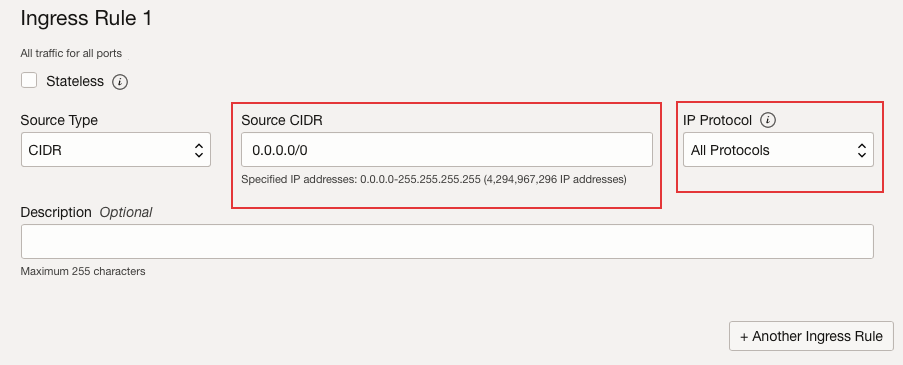 Ingress Rule 1
All traffic for all ports
Stateless i
Source Type
Source CIDR
IP Protocol i
CIDR
0.0.0.0/0
All Protocols
Specified IP addresses: 0.0.0.0-255.255.255.255 (4,294,967,296 IP addresses)
Description Optional
Maximum 255 characters
+ Another Ingress Rule